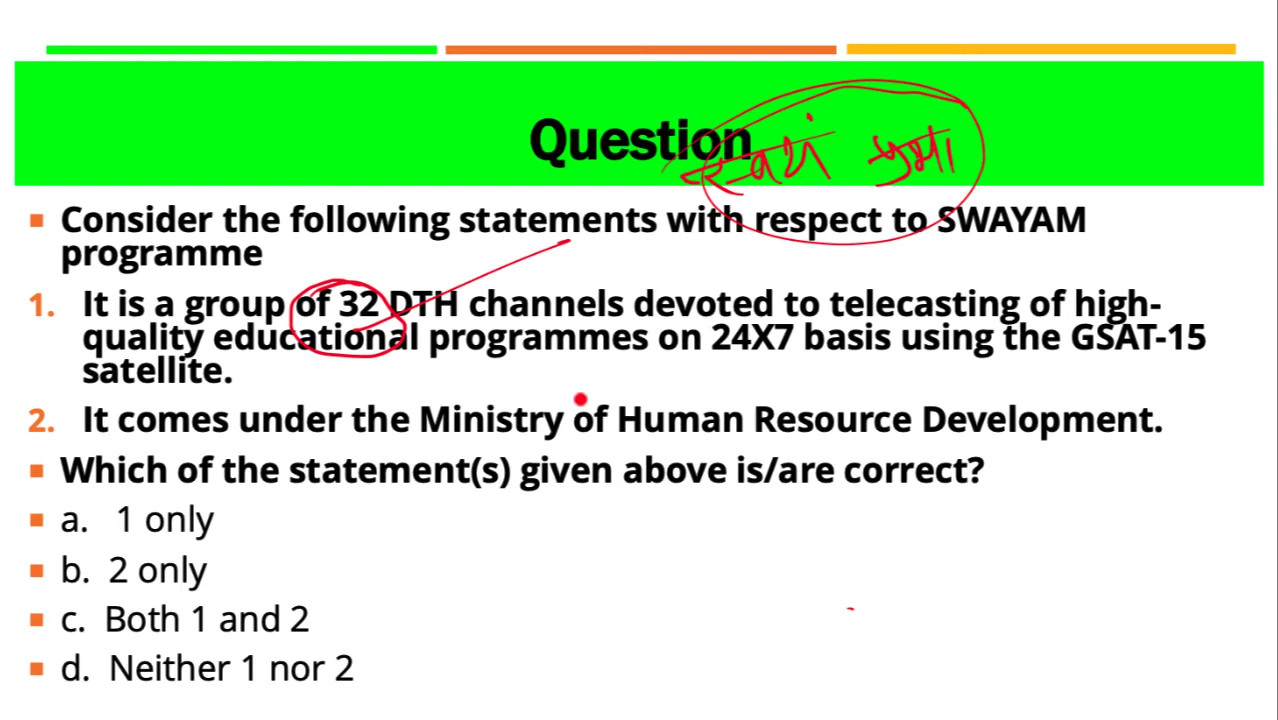 Question
स्वयं प्रभा
Consider the following statements with respect to SWAYAM
programme
1. It is a group of 32 DTH channels devoted to telecasting of high-
quality educational programmes on 24X7 basis using the GSAT-15
satellite.
2. It comes under the Ministry of Human Resource Development.
Which of the statement(s) given above is/are correct?
a. 1 only
b. 2 only
c. Both 1 and 2
d. Neither 1 nor 2